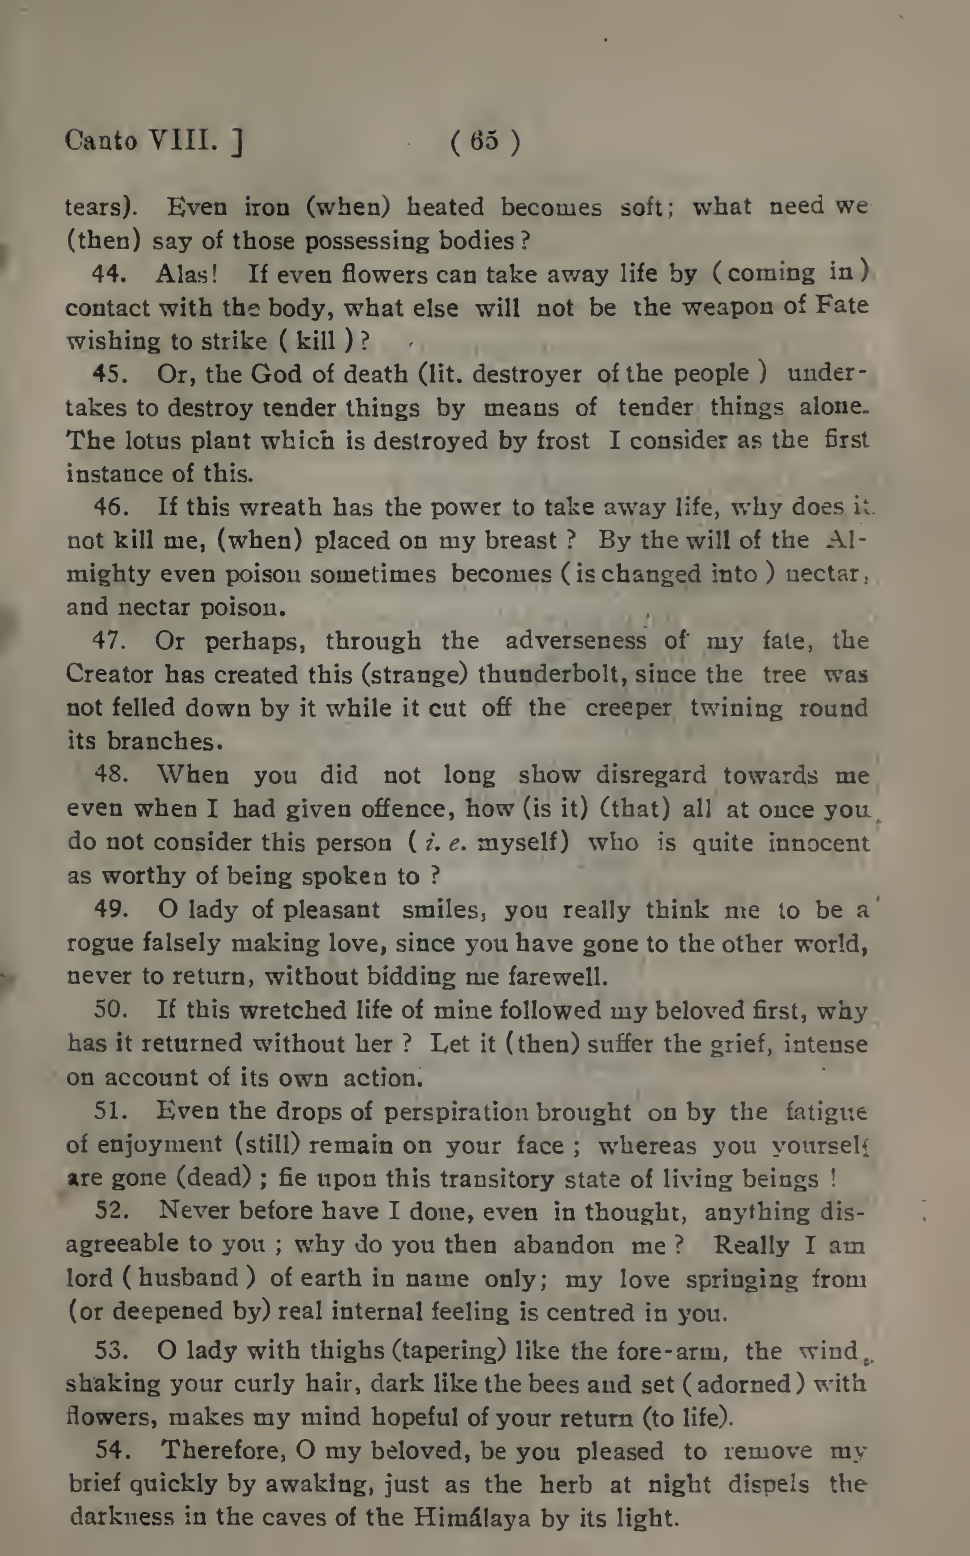 Canto VIII. ] ( 65 )
tears). Even iron (when) heated becomes soft; what need we
(then) say of those possessing bodies ?
44. Alas! If even flowers can take away life by ( coming in )
contact with the body, what else will not be the weapon of Fate
wishing to strike ( kill ) ?
45. Or, the God of death (lit. destroyer of the people ) under-
takes to destroy tender things by means of tender things alone.
The lotus plant which is destroyed by frost I consider as the first
instance of this.
46. If this wreath has the power to take away life, why does it
not kill me, (when) placed on my breast ? By the will of the Al-
mighty even poison sometimes becomes ( is changed into ) nectar,
and nectar poison.
47. Or perhaps, through the adverseness of my fate, the
Creator has created this (strange) thunderbolt, since the tree was
not felled down by it while it cut off the creeper twining round
its branches.
48. When you did not long show disregard towards me
even when I had given offence, how (is it) (that) all at once you
do not consider this person ( i. e. myself) who is quite innocent
as worthy of being spoken to ?
49. O lady of pleasant smiles, you really think me to be a
rogue falsely making love, since you have gone to the other world,
never to return, without bidding me farewell.
50. If this wretched life of mine followed my beloved first, why
has it returned without her ? Let it (then) suffer the grief, intense
on account of its own action.
51. Even the drops of perspiration brought on by the fatigue
of enjoyment (still) remain on your face ; whereas you yourself
are gone (dead) ; fie upon this transitory state of living beings !
52. Never before have I done, even in thought, anything dis-
agreeable to you ; why do you then abandon me ? Really I am
lord ( husband ) of earth in name only; my love springing from
(or deepened by) real internal feeling is centred in you.
53. O lady with thighs (tapering) like the fore-arm, the wind,
shaking your curly hair, dark like the bees and set ( adorned ) with
flowers, makes my mind hopeful of your return (to life).
54. Therefore, O my beloved, be you pleased to remove my
brief quickly by awaking, just as the herb at night dispels the
darkness in the caves of the Himálaya by its light.